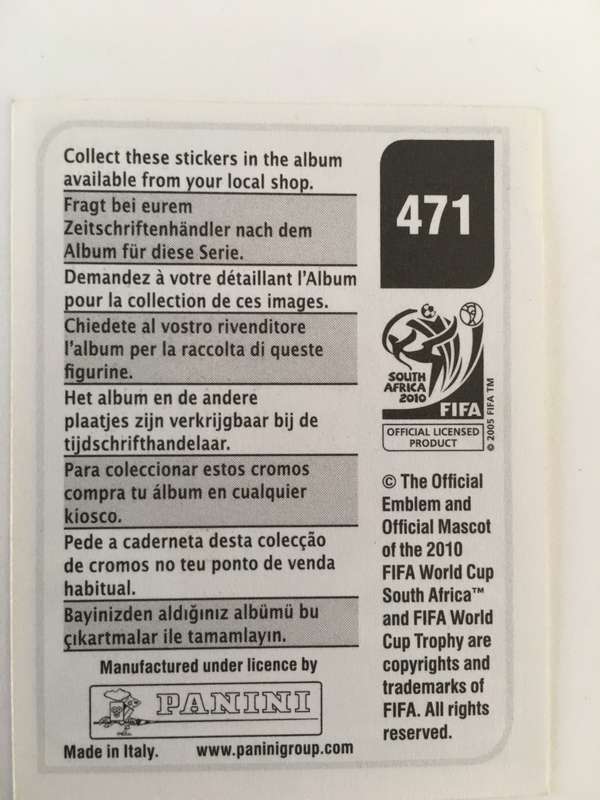 Collect these stickers in the album
available from your local shop.
Fragt bei eurem
Zeitschriftenhändler nach dem
Album für diese Serie.
Demandez à votre détaillant l'Album
pour la collection de ces images.
Chiedete al vostro rivenditore
l'album per la raccolta di queste
figurine.
Het album en de andere
plaatjes zijn verkrijgbaar bij de
tijdschrifthandelaar.
Para coleccionar estos cromos
compra tu álbum en cualquier
kiosco.
Pede a caderneta desta colecção
de cromos no teu ponto de venda
habitual.
Bayinizden aldığınız albümü bu
çıkartmalar ile tamamlayın.
Manufactured under licence by
PANINI
Made in Italy. www.paninigroup.com
471
SOUTH
AFRICA
2010
FIFA
OFFICIAL LICENSED
PRODUCT
© 2005 FIFA TM
© The Official
Emblem and
Official Mascot
of the 2010
FIFA World Cup
South Africa™
and FIFA World
Cup Trophy are
copyrights and
trademarks of
FIFA. All rights
reserved.